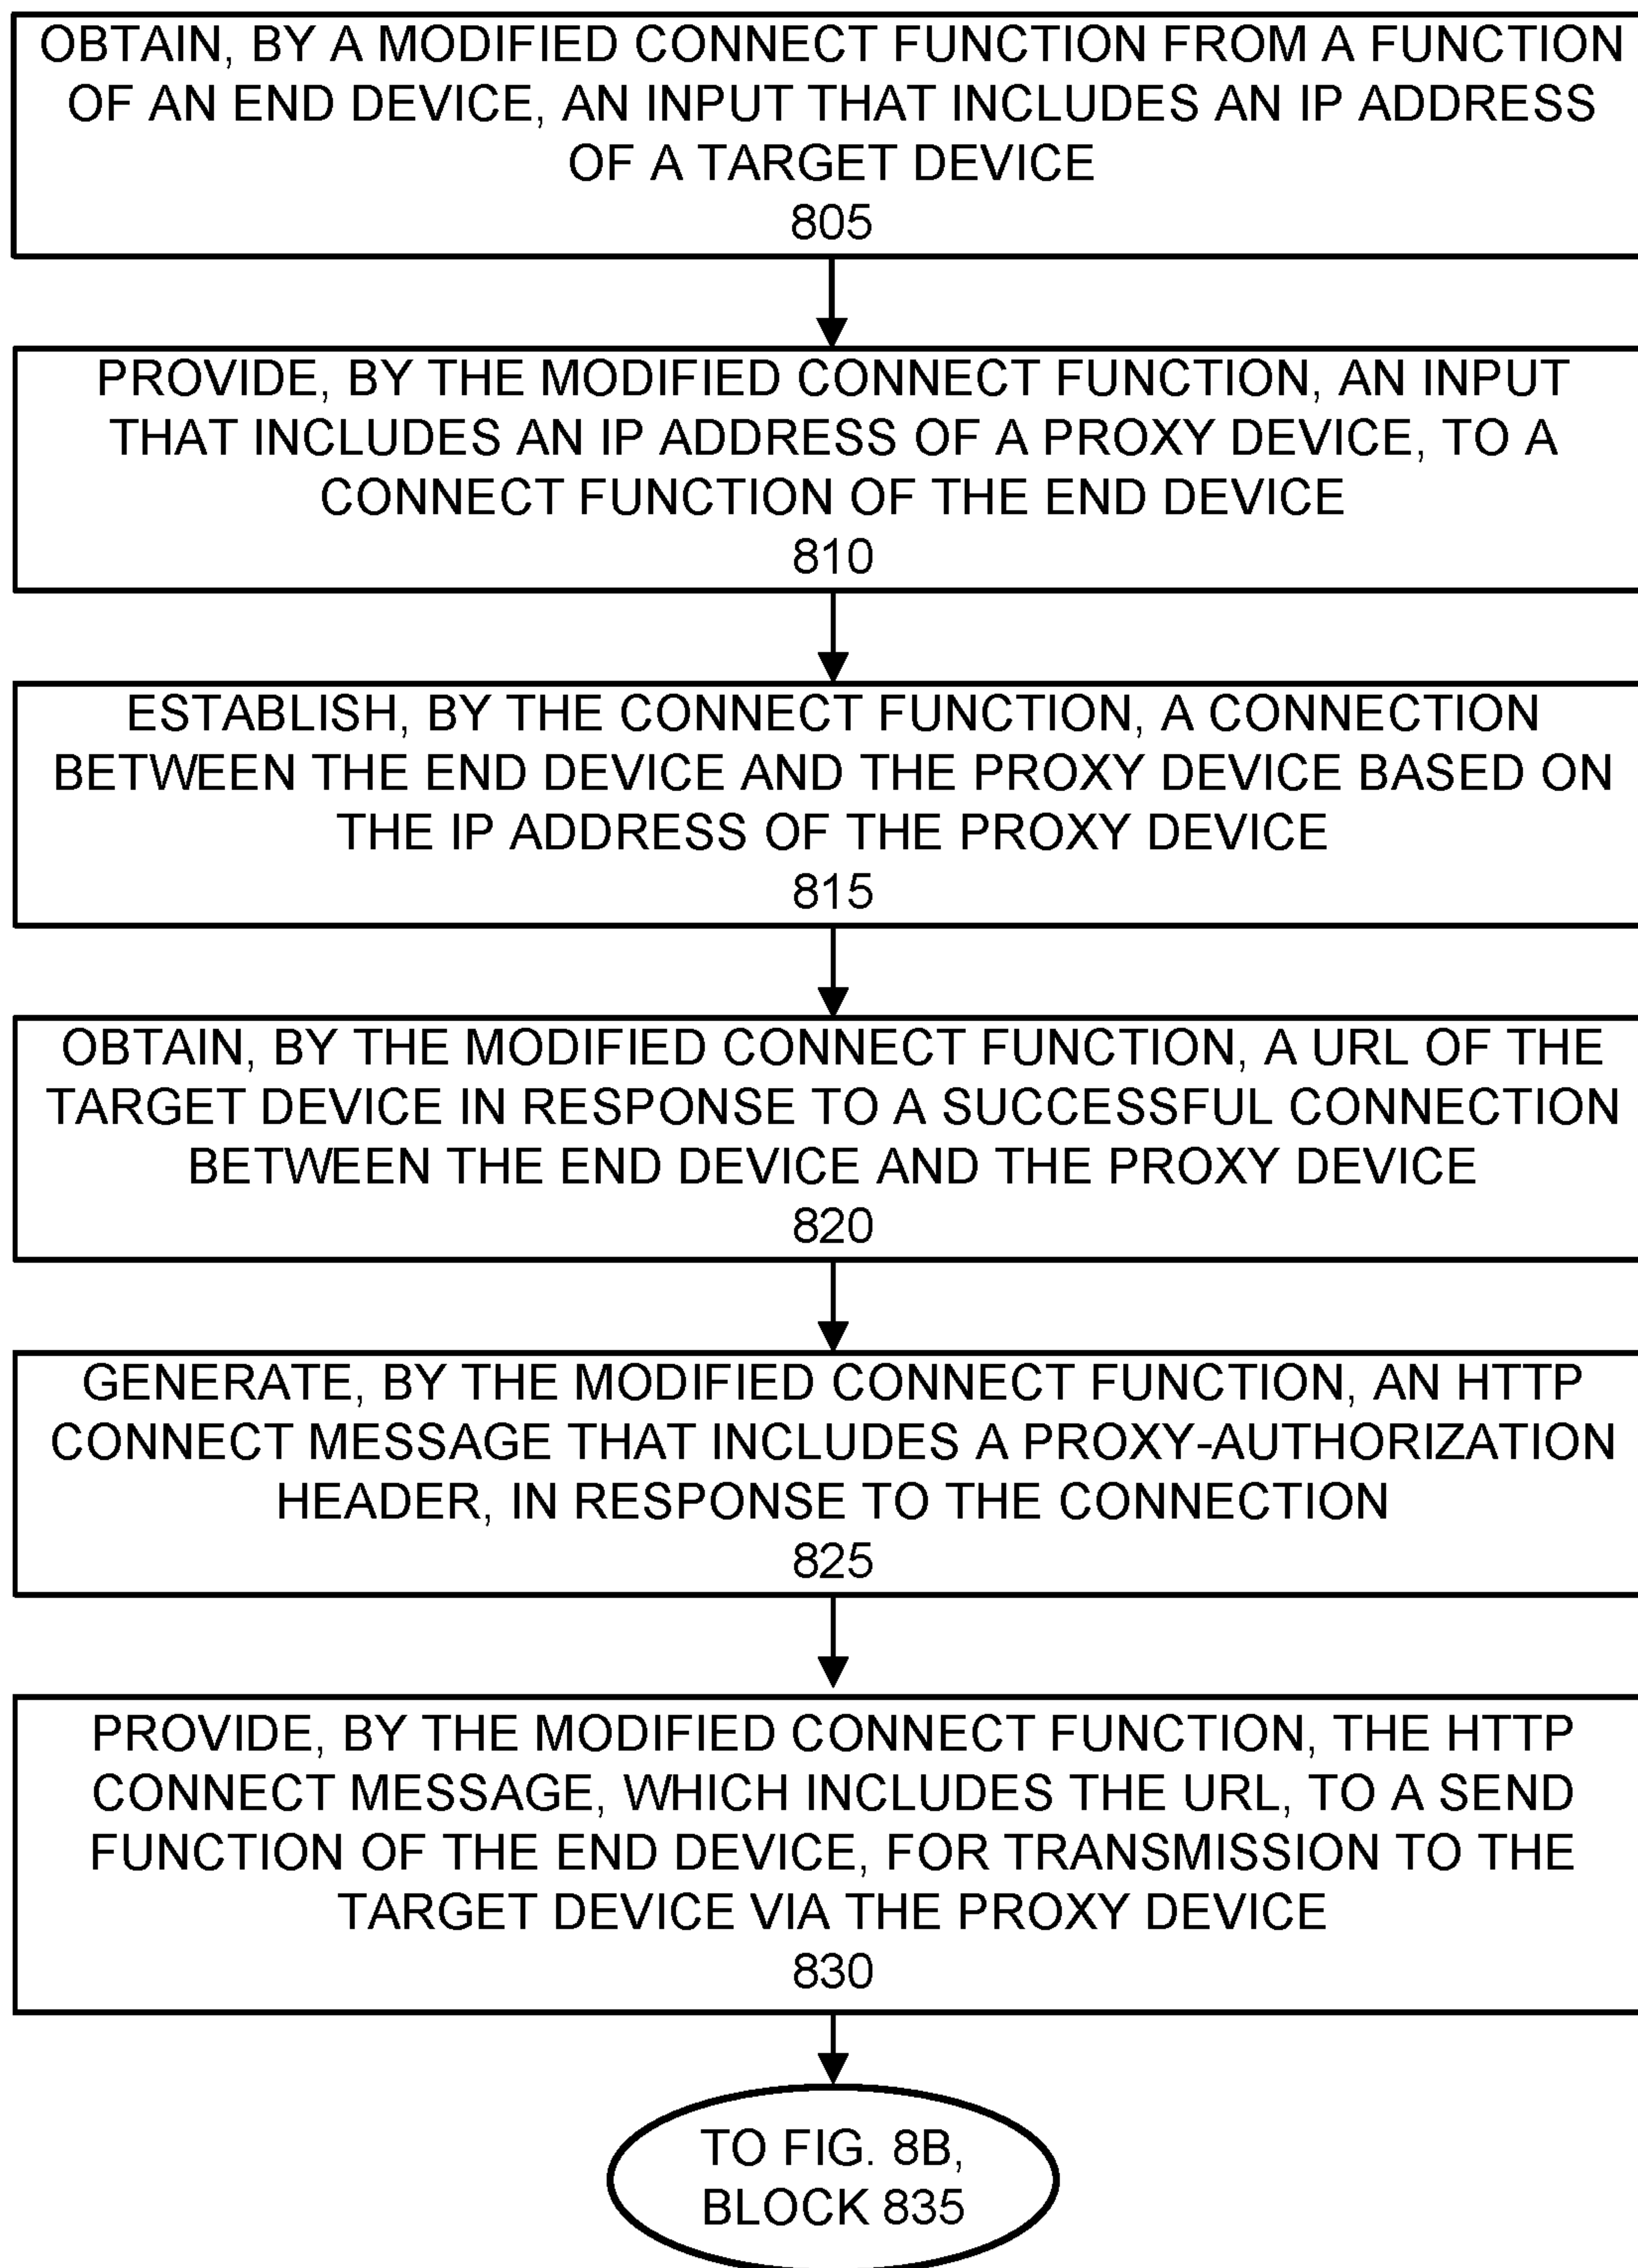 OBTAIN, BY A MODIFIED CONNECT FUNCTION FROM A FUNCTION
OF AN END DEVICE, AN INPUT THAT INCLUDES AN IP ADDRESS
OF A TARGET DEVICE
805
PROVIDE, BY THE MODIFIED CONNECT FUNCTION, AN INPUT
THAT INCLUDES AN IP ADDRESS OF A PROXY DEVICE, TO A
CONNECT FUNCTION OF THE END DEVICE
810
ESTABLISH, BY THE CONNECT FUNCTION, A CONNECTION
BETWEEN THE END DEVICE AND THE PROXY DEVICE BASED ON
THE IP ADDRESS OF THE PROXY DEVICE
815
OBTAIN, BY THE MODIFIED CONNECT FUNCTION, A URL OF THE
TARGET DEVICE IN RESPONSE TO A SUCCESSFUL CONNECTION
BETWEEN THE END DEVICE AND THE PROXY DEVICE
820
GENERATE, BY THE MODIFIED CONNECT FUNCTION, AN HTTP
CONNECT MESSAGE THAT INCLUDES A PROXY-AUTHORIZATION
HEADER, IN RESPONSE TO THE CONNECTION
825
PROVIDE, BY THE MODIFIED CONNECT FUNCTION, THE HTTP
CONNECT MESSAGE, WHICH INCLUDES THE URL, TO A SEND
FUNCTION OF THE END DEVICE, FOR TRANSMISSION TO THE
TARGET DEVICE VIA THE PROXY DEVICE
830
TO FIG. 8B,
BLOCK 835